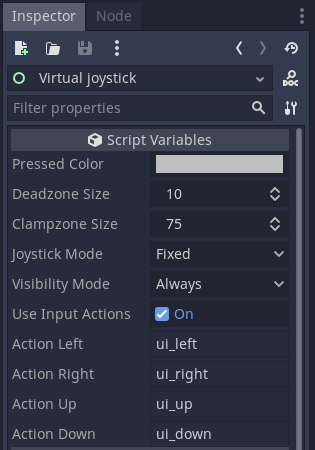 Inspector Node
Virtual joystick
DOC
Filter properties
Script Variables
Pressed Color
Deadzone Size 10
Clampzone Size 75
Joystick Mode Fixed
Visibility Mode Always
Use Input Actions On
Action Left ui_left
Action Right ui_right
Action Up ui_up
Action Down ui_down